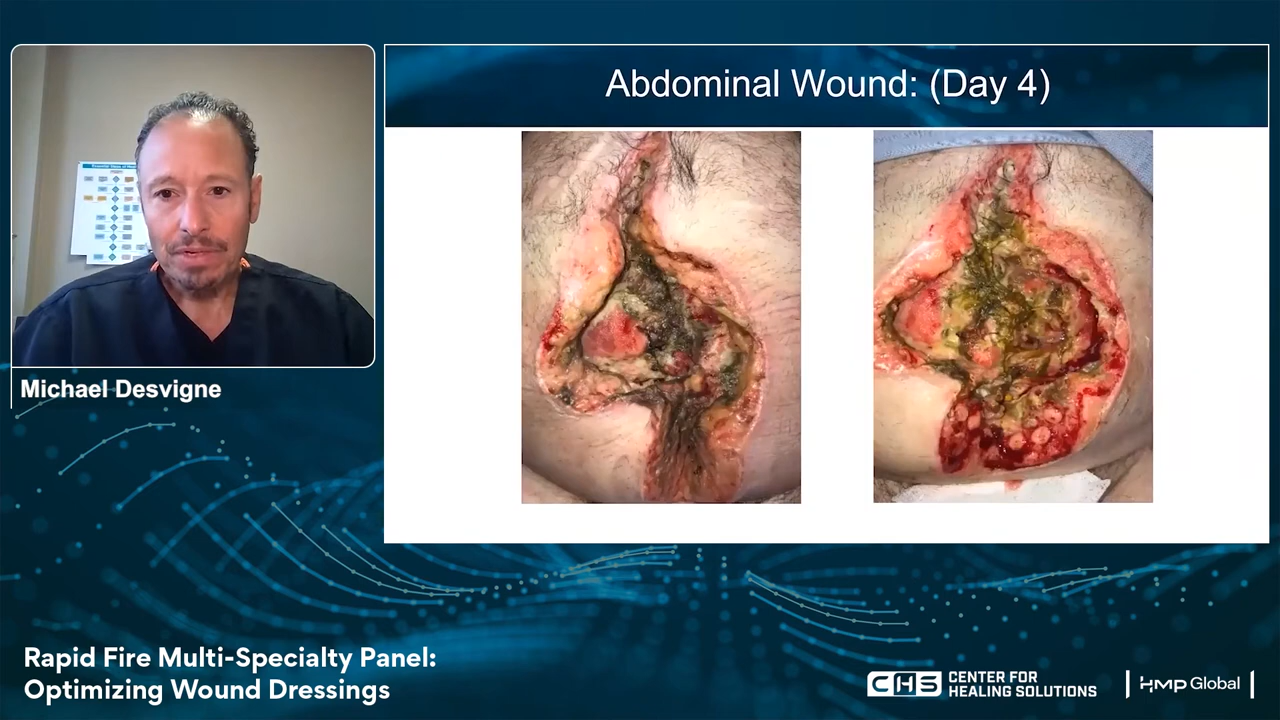 Abdominal Wound: (Day 4)
Michael Desvigne
Rapid Fire Multi-Specialty Panel:
Optimizing Wound Dressings
CHS
CENTER FOR
HEALING SOLUTIONS
HMP Global